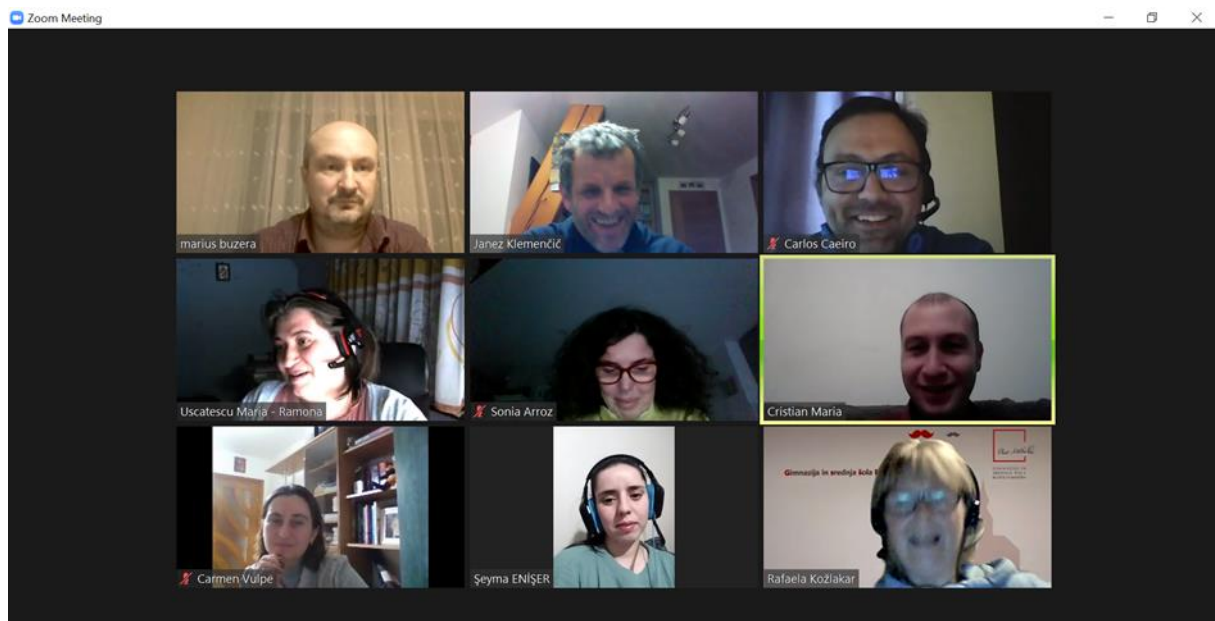 Zoom Meeting
marius buzera
Janez Klemenčič
Carlos Caeiro
Uscatescu Maria - Ramona
Sonia Arroz
Cristian Maria
Gimnazija in srednja šola
Carmen Vulpe
Şeyma ENİŞER
Rafaela Kožlakar